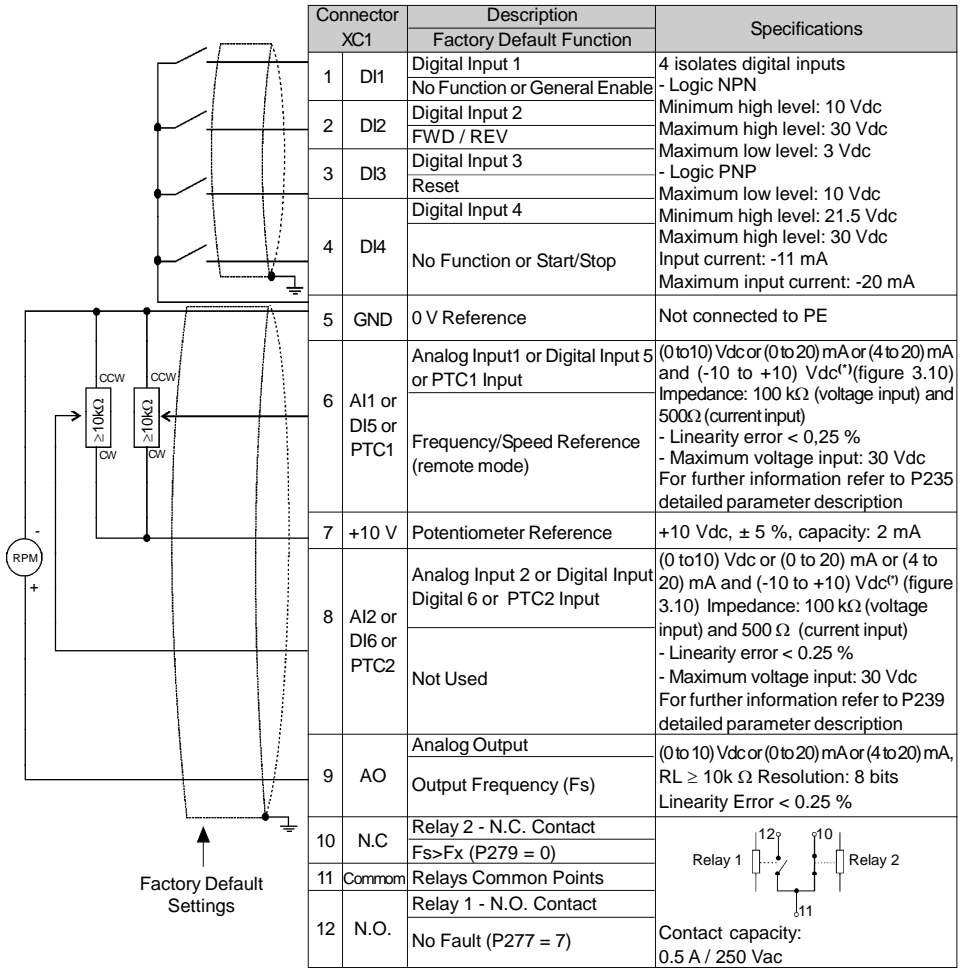 Connector
XC1
Description
Factory Default Function
Specifications
1 DI1
Digital Input 1
No Function or General Enable
2 DI2
Digital Input 2
FWD / REV
3 DI3
Digital Input 3
Reset
4 DI4
Digital Input 4
No Function or Start/Stop
4 isolates digital inputs
- Logic NPN
Minimum high level: 10 Vdc
Maximum high level: 30 Vdc
Maximum low level: 3 Vdc
- Logic PNP
Maximum low level: 10 Vdc
Minimum high level: 21.5 Vdc
Maximum high level: 30 Vdc
Input current: -11 mA
Maximum input current: -20 mA
5 GND 0 V Reference
Not connected to PE
CCW
CCW
≥10kΩ
≥10kΩ
CW
CW
6
AI1 or
DI5 or
PTC1
Analog Input1 or Digital Input 5
or PTC1 Input
Frequency/Speed Reference
(remote mode)
(0 to10) Vdc or (0 to 20) mA or (4 to 20) mA
and (-10 to +10) Vdc(*)(figure 3.10)
Impedance: 100 kΩ (voltage input) and
500Ω (current input)
- Linearity error < 0,25 %
- Maximum voltage input: 30 Vdc
For further information refer to P235
detailed parameter description
7 +10 V Potentiometer Reference
+10 Vdc, ± 5 %, capacity: 2 mA
-
RPM
+
8
AI2 or
DI6 or
PTC2
Analog Input 2 or Digital Input
Digital 6 or PTC2 Input
Not Used
(0 to10) Vdc or (0 to 20) mA or (4 to
20) mA and (-10 to +10) Vdc(*) (figure
3.10) Impedance: 100 kΩ (voltage
input) and 500 Ω (current input)
- Linearity error < 0.25 %
- Maximum voltage input: 30 Vdc
For further information refer to P239
detailed parameter description
9 AO
Analog Output
Output Frequency (Fs)
(0 to 10) Vdc or (0 to 20) mA or (4 to 20) mA,
RL ≥ 10k Ω Resolution: 8 bits
Linearity Error < 0.25 %
10 N.C
Relay 2 - N.C. Contact
Fs>Fx (P279 = 0)
11 Commom Relays Common Points
12 N.O.
Relay 1 - N.O. Contact
No Fault (P277 = 7)
12 10
Relay 1
Relay 2
11
Contact capacity:
0.5 A / 250 Vac
Factory Default
Settings